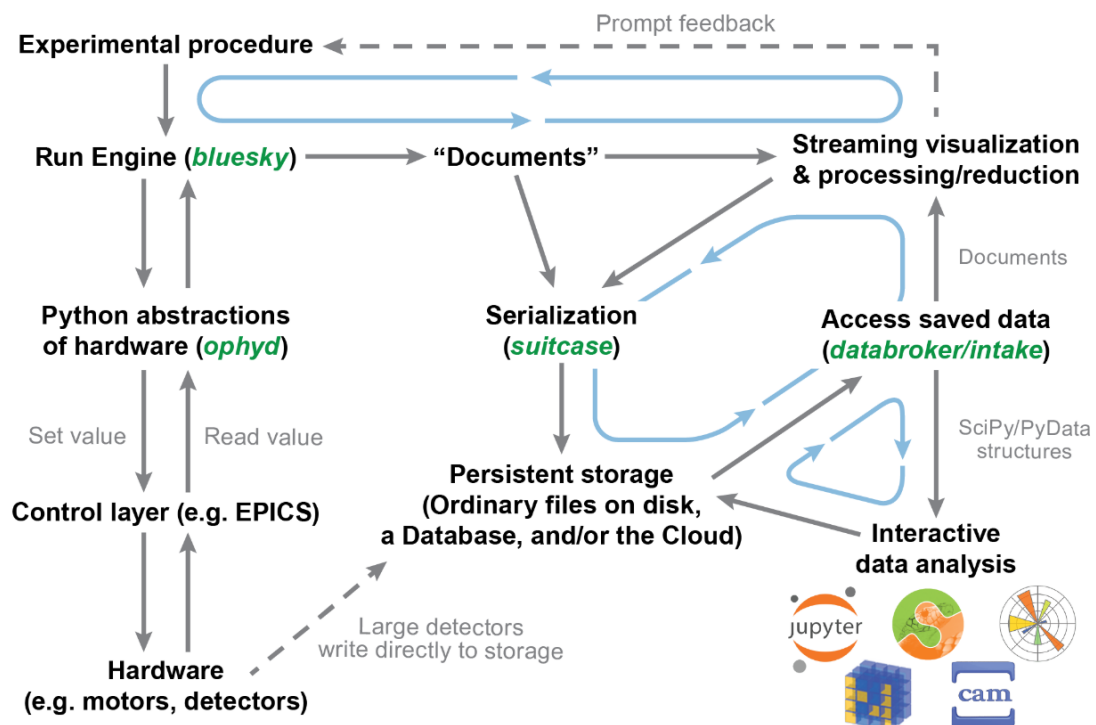 Prompt feedback
Experimental procedure
Run Engine (bluesky)
“Documents”
Streaming visualization
& processing/reduction
Documents
Python abstractions
of hardware (ophyd)
Serialization
(suitcase)
Access saved data
(databroker/intake)
Set value
Read value
SciPy/PyData
structures
Persistent storage
(Ordinary files on disk,
a Database, and/or the Cloud)
Control layer (e.g. EPICS)
Interactive
data analysis
Large detectors
write directly to storage
Hardware
(e.g. motors, detectors)
jupyter
cam